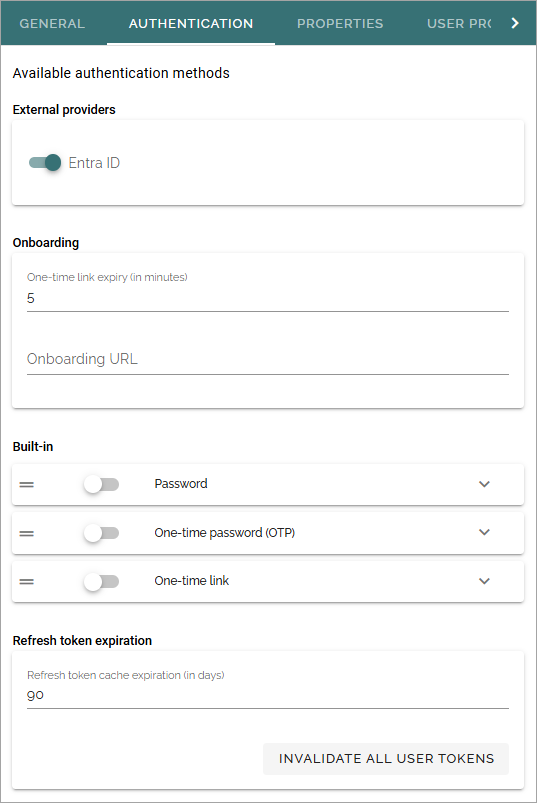 GENERAL AUTHENTICATION PROPERTIES USER PRO
Available authentication methods
External providers
Entra ID
Onboarding
One-time link expiry (in minutes)
5
Onboarding URL
Built-in
Password
One-time password (OTP)
One-time link
Refresh token expiration
Refresh token cache expiration (in days)
90
INVALIDATE ALL USER TOKENS